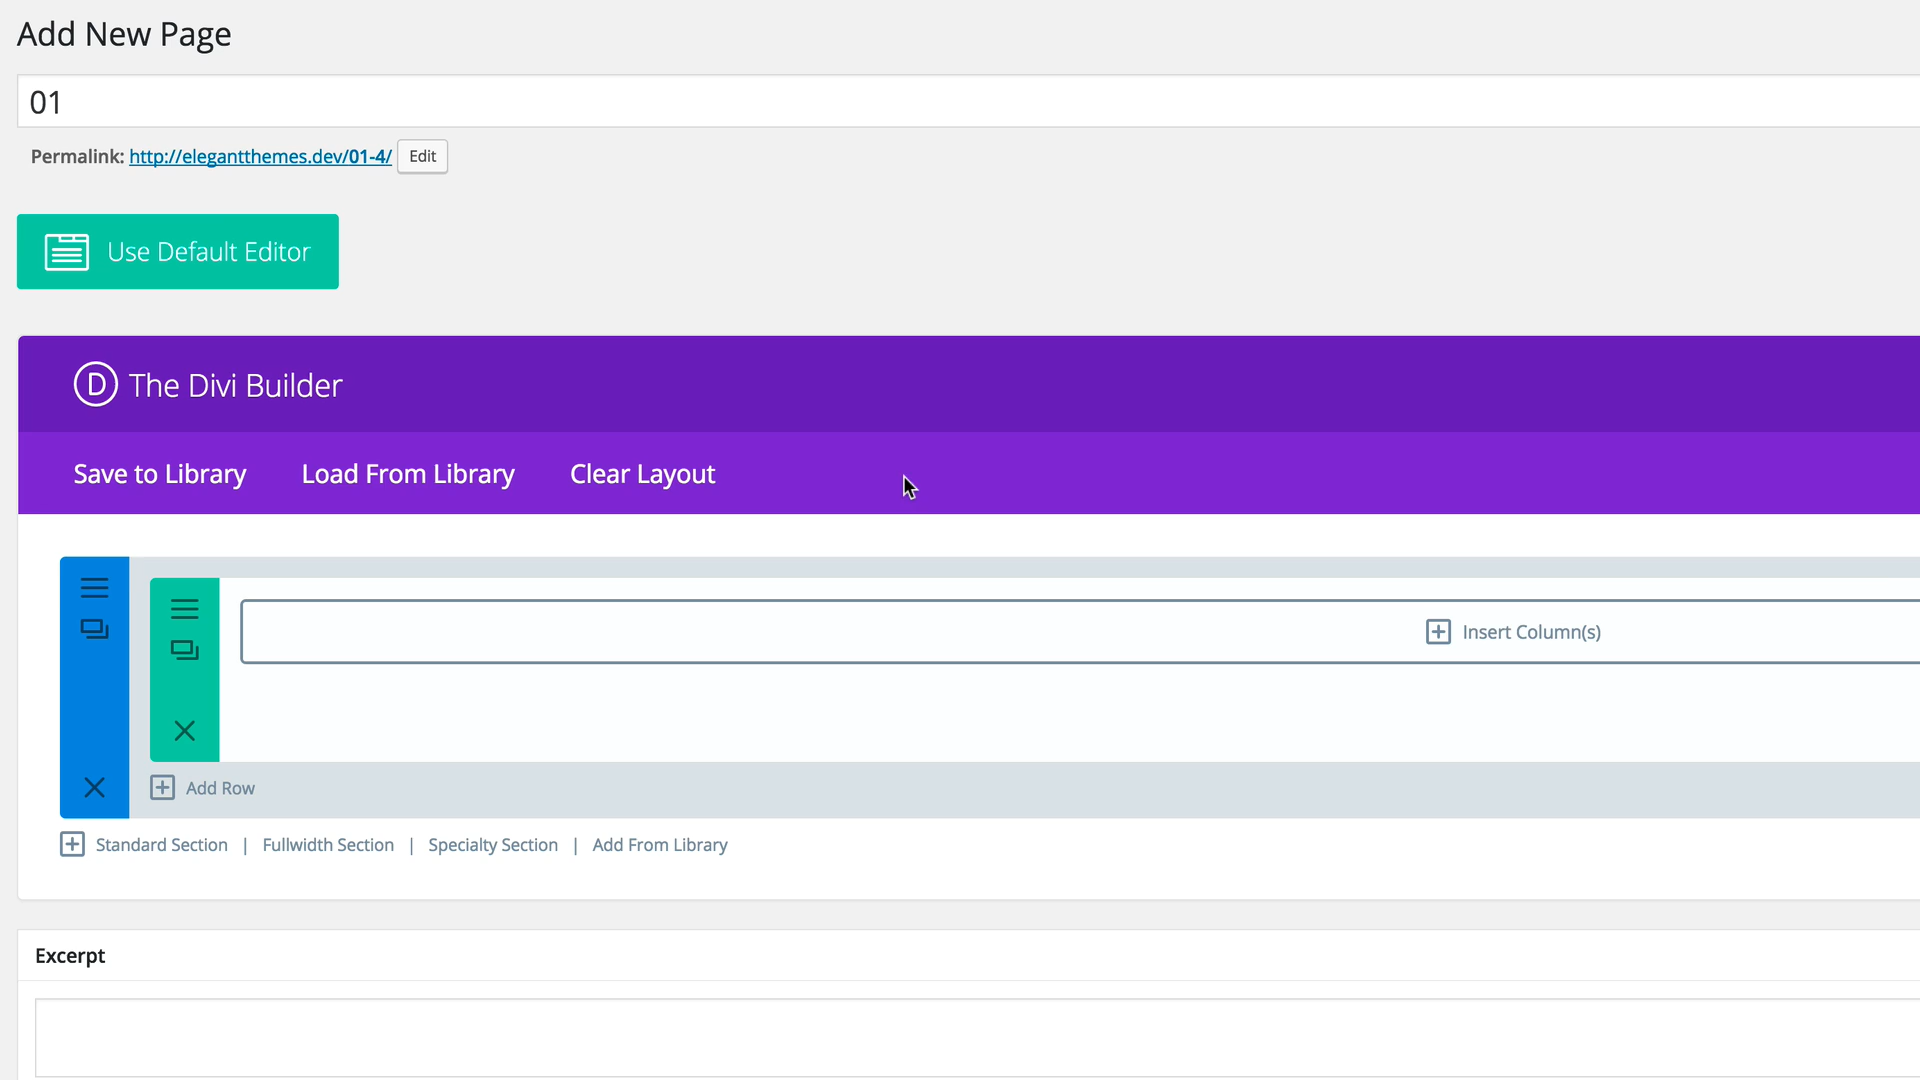 Add New Page
01
Permalink: http://elegantthemes.dev/01-4/ Edit
Use Default Editor
D The Divi Builder
Save to Library Load From Library Clear Layout
Insert Column(s)
Add Row
Standard Section | Fullwidth Section | Specialty Section | Add From Library
Excerpt